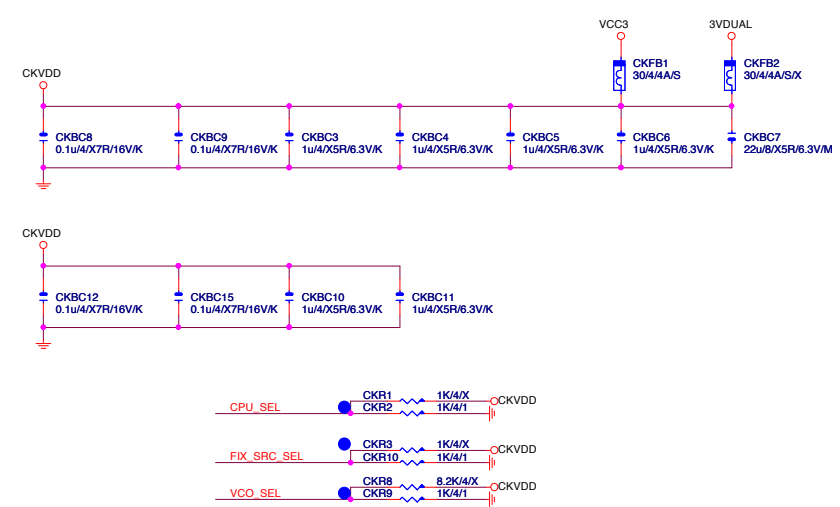 VCC3 3VDUAL
CKVDD
CKFB1 CKFB2
30/4/4A/S 30/4/4A/S/X
CKBC8 CKBC9 CKBC3 CKBC4 CKBC5 CKBC6 CKBC7
0.1u/4/X7R/16V/K 0.1u/4/X7R/16V/K 1u/4/X5R/6.3V/K 1u/4/X5R/6.3V/K 1u/4/X5R/6.3V/K 1u/4/X5R/6.3V/K 22u/8/X5R/6.3V/M
CKVDD
CKBC12 CKBC15 CKBC10 CKBC11
0.1u/4/X7R/16V/K 0.1u/4/X7R/16V/K 1u/4/X5R/6.3V/K 1u/4/X5R/6.3V/K
CKR1 1K/4/X CKVDD
CPU_SEL CKR2 1K/4/1
CKR3 1K/4/X CKVDD
FIX_SRC_SEL CKR10 1K/4/1
CKR8 8.2K/4/X CKVDD
VCO_SEL CKR9 1K/4/1